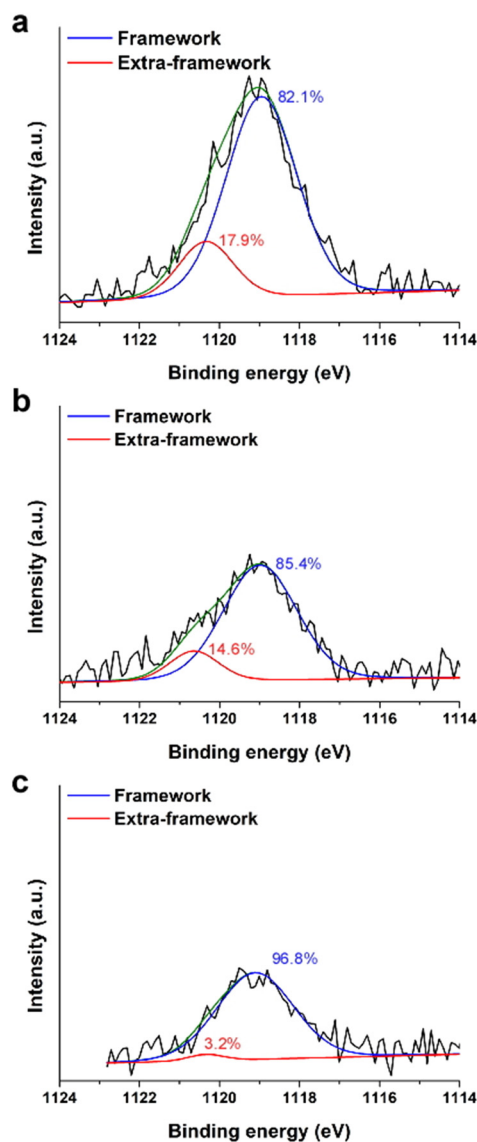 a
Framework
Extra-framework
82.1%
17.9%
Intensity (a.u.)
1124 1122 1120 1118 1116 1114
Binding energy (eV)
b
Framework
Extra-framework
85.4%
14.6%
Intensity (a.u.)
1124 1122 1120 1118 1116 1114
Binding energy (eV)
c
Framework
Extra-framework
96.8%
3.2%
Intensity (a.u.)
1124 1122 1120 1118 1116 1114
Binding energy (eV)